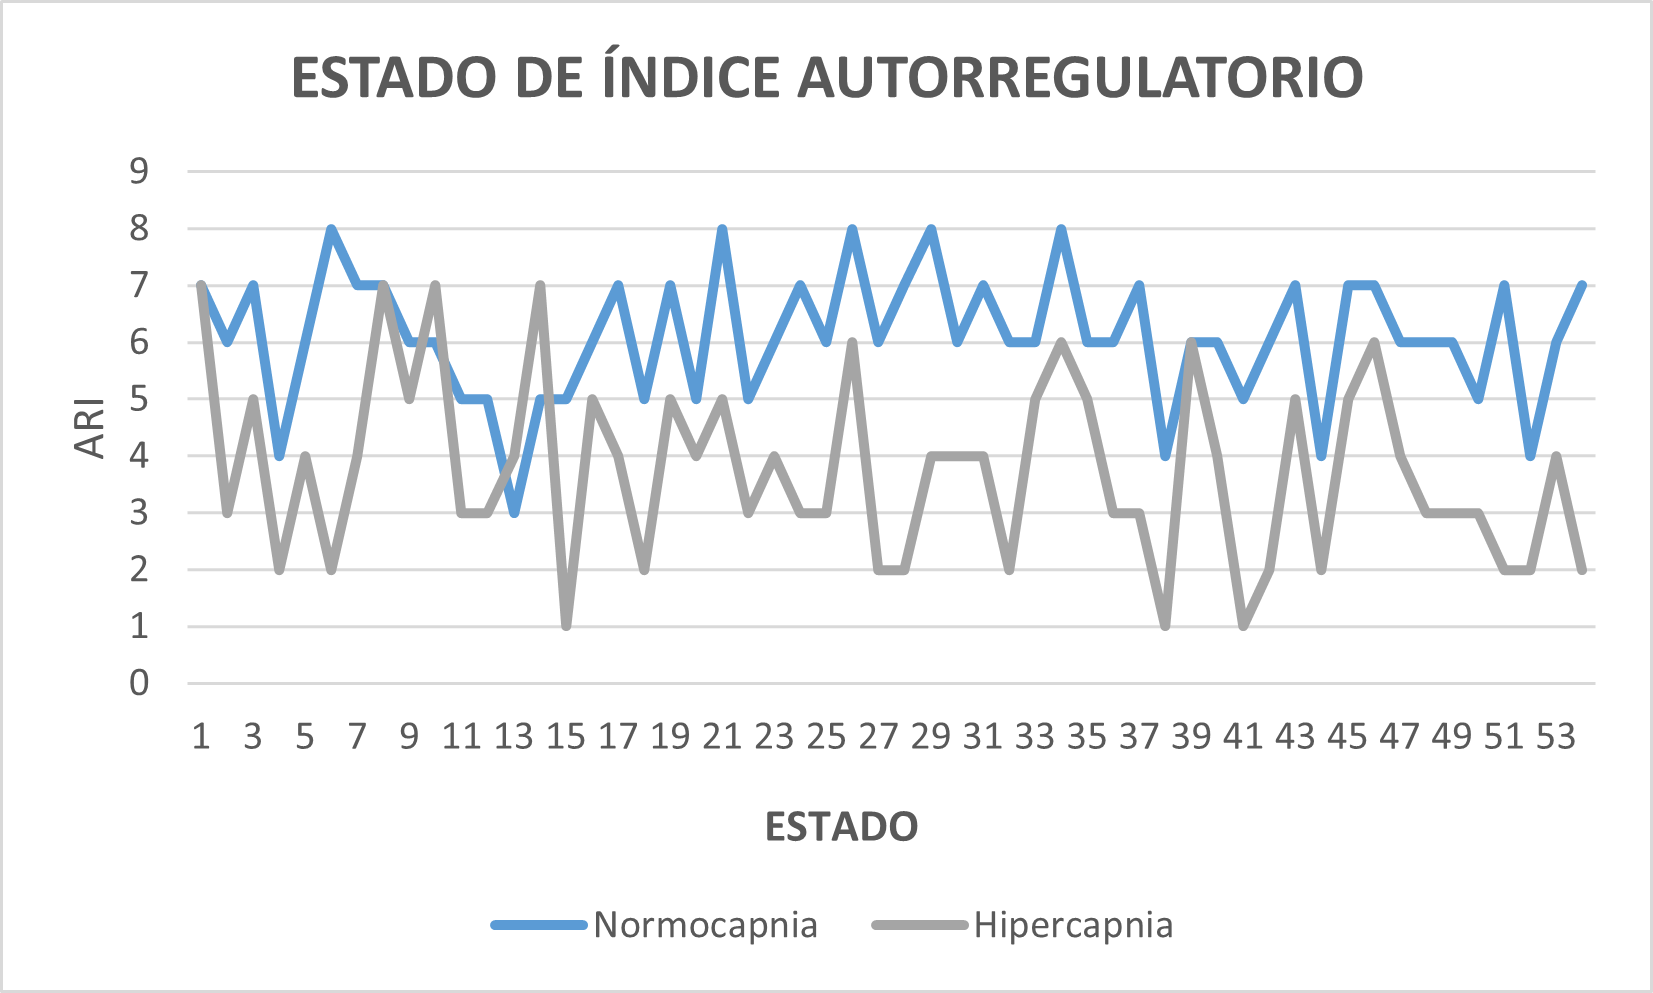 ESTADO DE ÍNDICE AUTORREGULATORIO
9
8
7
6
5
4
3
2
1
0
ARI
1 3 5 7 9 11 13 15 17 19 21 23 25 27 29 31 33 35 37 39 41 43 45 47 49 51 53
ESTADO
Normocapnia Hipercapnia